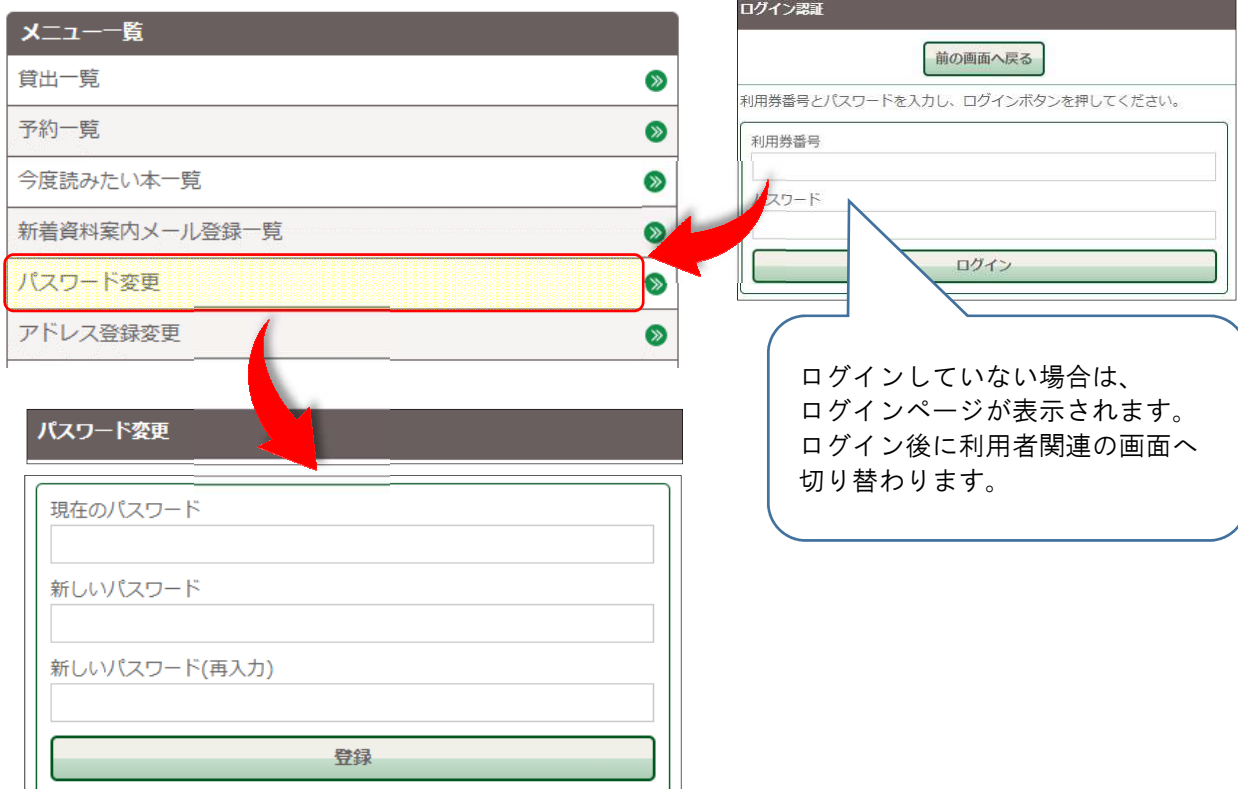 メニュー一覧
貸出一覧
予約一覧
今度読みたい本一覧
新着資料案内メール登録一覧
パスワード変更
アドレス登録変更
ログイン認証
前の画面へ戻る
利用券番号とパスワードを入力し、ログインボタンを押してください。
利用券番号
パスワード
ログイン
ログインしていない場合は、
ログインページが表示されます。
ログイン後に利用者関連の画面へ
切り替わります。
パスワード変更
現在のパスワード
新しいパスワード
新しいパスワード(再入力)
登録